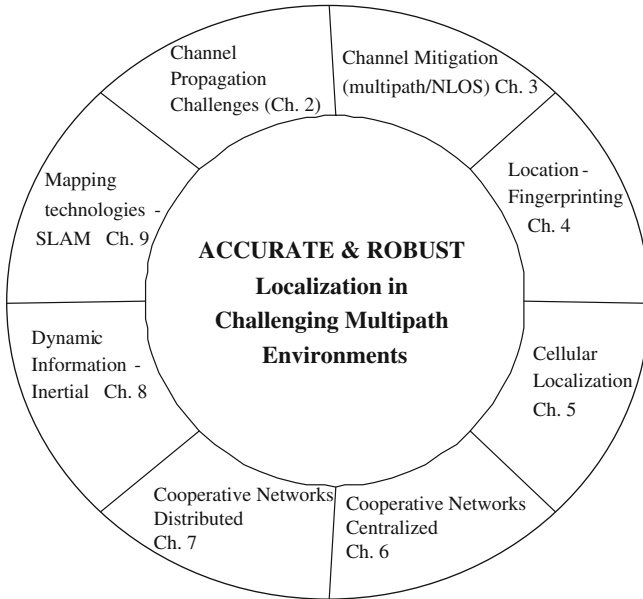 Channel
Propagation
Challenges (Ch. 2)
Channel Mitigation
(multipath/NLOS) Ch. 3
Location -
Fingerprinting
Ch. 4
Cellular
Localization
Ch. 5
Cooperative Networks
Centralized
Ch. 6
Cooperative Networks
Distributed
Ch. 7
Dynamic
Information -
Inertial Ch. 8
Mapping
technologies -
SLAM Ch. 9
ACCURATE & ROBUST
Localization in
Challenging Multipath
Environments